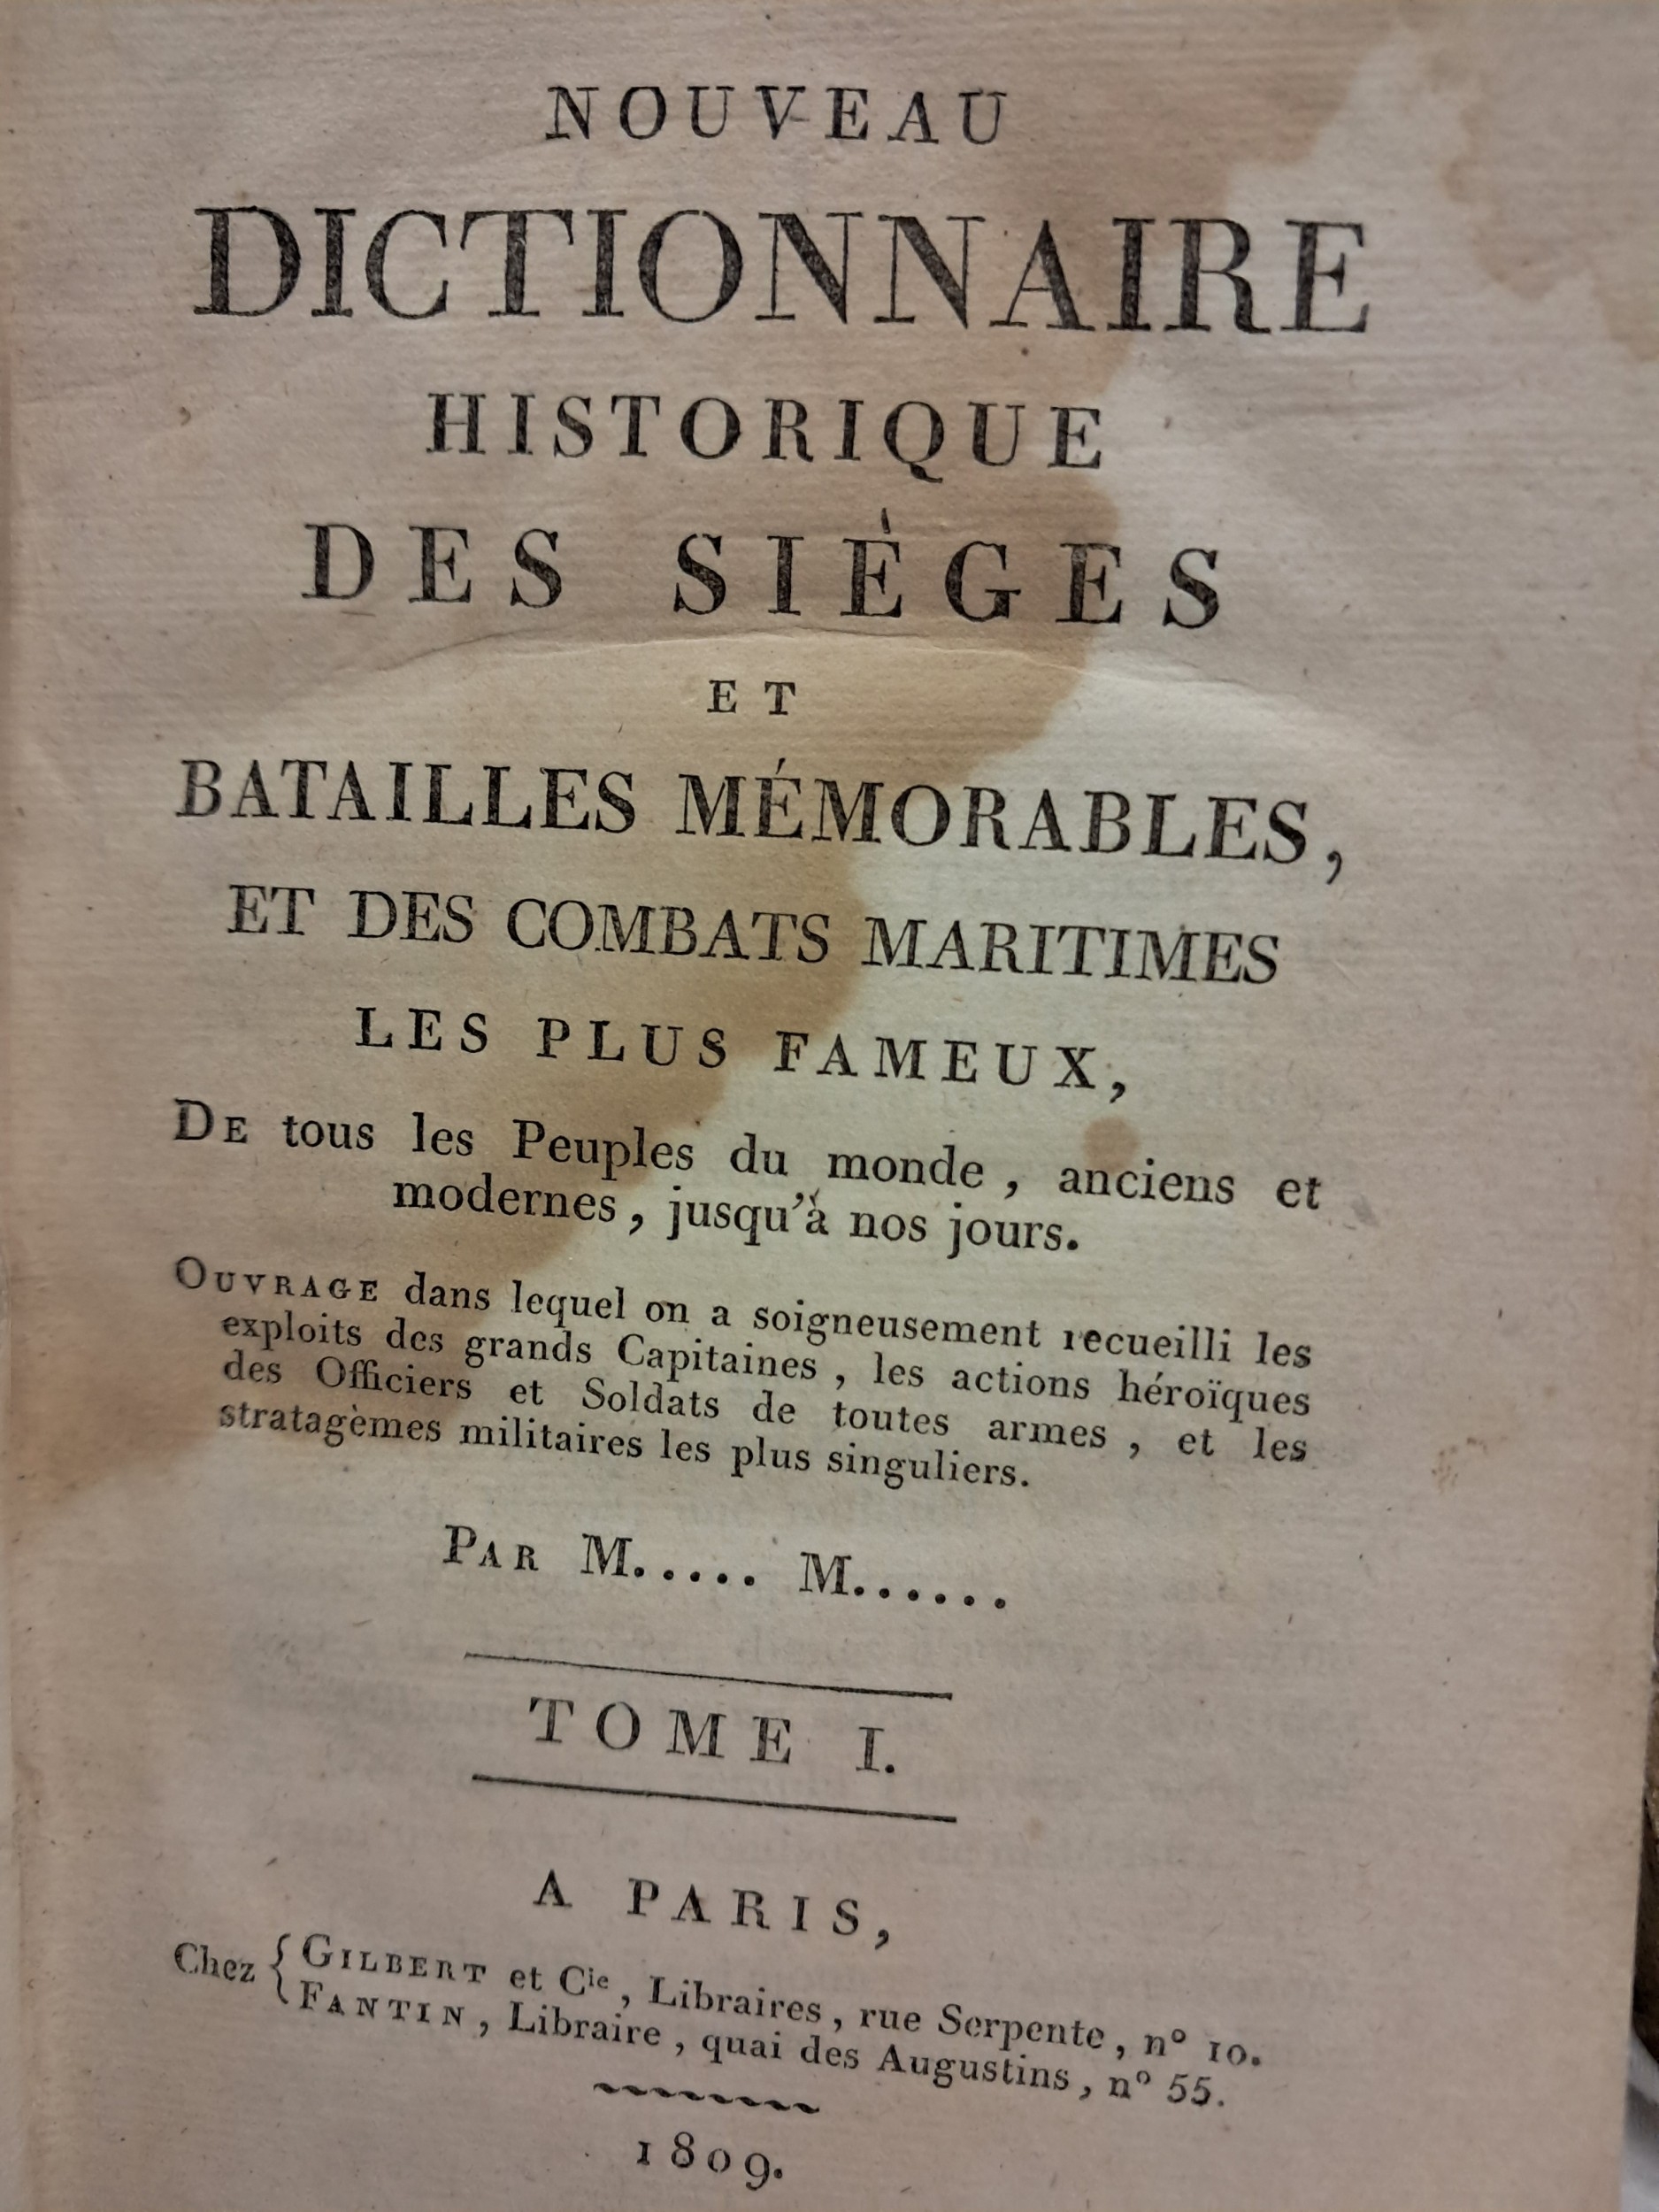 NOUVEAU
DICTIONNAIRE
HISTORIQUE
DES SIÉGES
ET
BATAILLES MÉMORABLES,
ET DES COMBATS MARITIMES
LES PLUS FAMEUX,
DE tous les Peuples du monde, anciens et
modernes, jusqu'à nos jours.
OUVRAGE dans lequel on a soigneusement recueilli les
exploits des grands Capitaines, les actions héroïques
des Officiers et Soldats de toutes armes, et les
stratagèmes militaires les plus singuliers.
PAR M..... M......
TOME I.
A PARIS,
Chez { GILBERT et Cie, Libraires, rue Serpente, n° 10.
FANTIN, Libraire, quai des Augustins, n° 55.
1809.